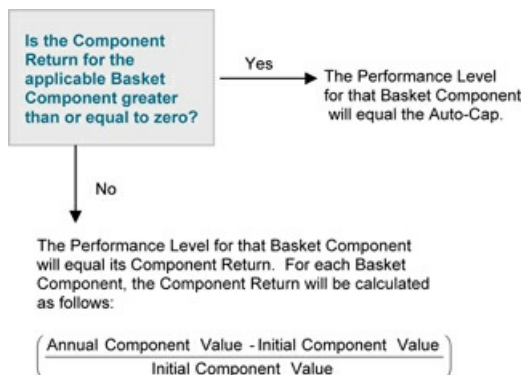 Is the Component
Return for the
applicable Basket
Component greater
than or equal to zero?
Yes
The Performance Level
for that Basket Component
will equal the Auto-Cap.
No
The Performance Level for that Basket Component
will equal its Component Return. For each Basket
Component, the Component Return will be calculated
as follows:
( Annual Component Value - Initial Component Value
Initial Component Value )